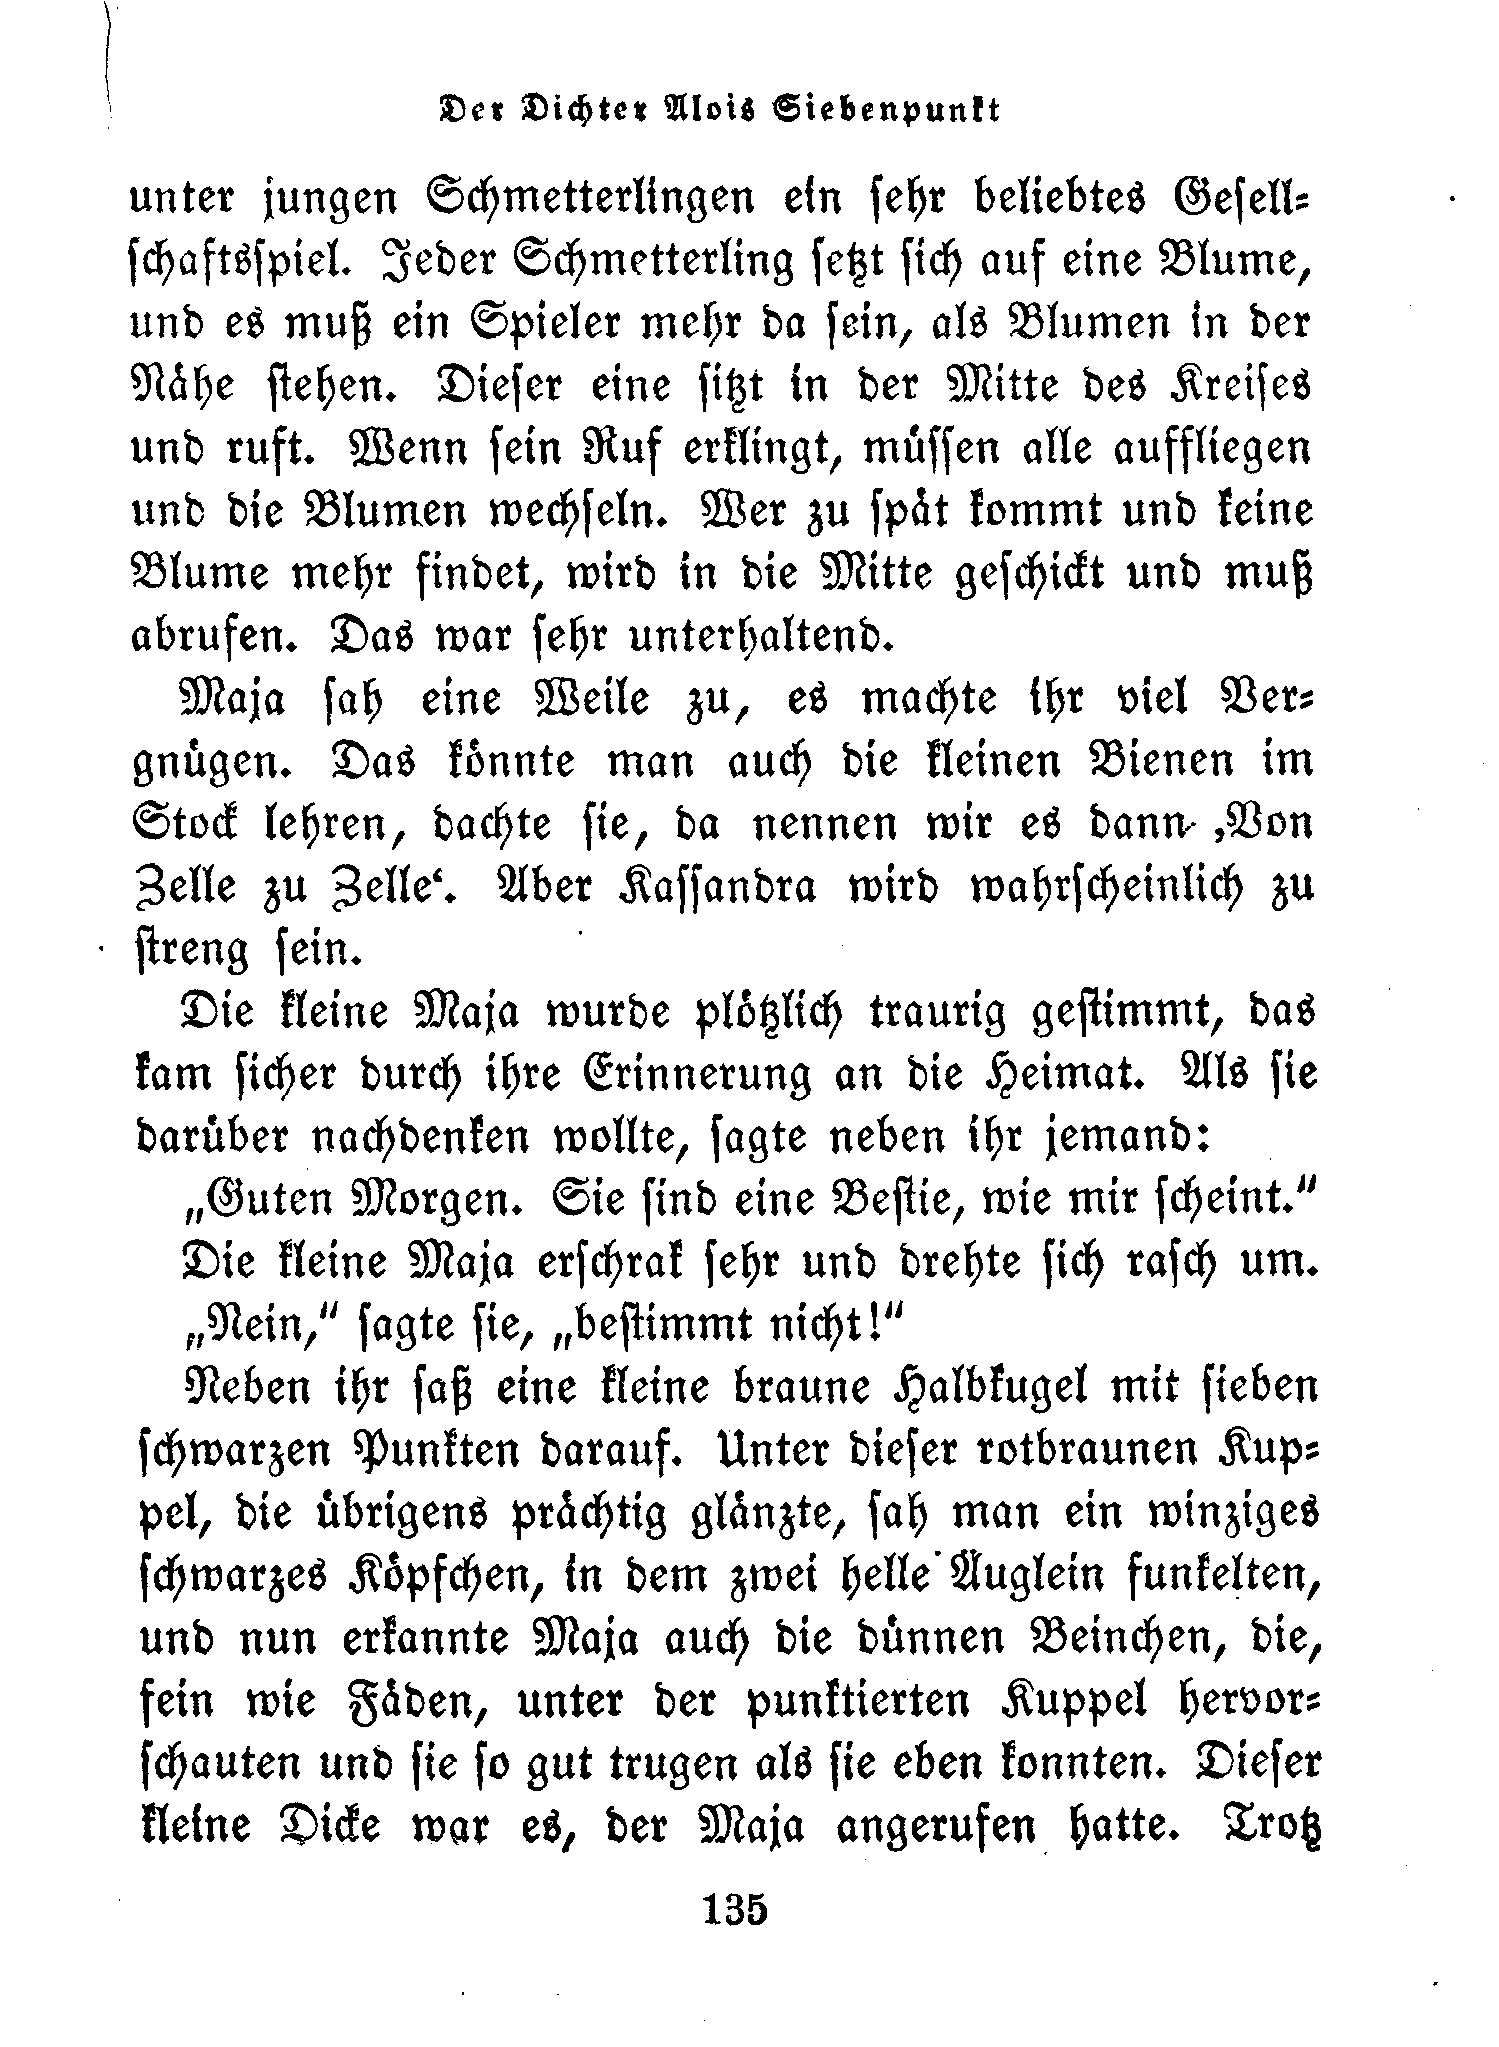 Der Dichter Alois Siebenpunkt
unter jungen Schmetterlingen ein sehr beliebtes Gesell-
schaftsspiel. Jeder Schmetterling setzt sich auf eine Blume,
und es muß ein Spieler mehr da sein, als Blumen in der
Nähe stehen. Dieser eine sitzt in der Mitte des Kreises
und ruft. Wenn sein Ruf erklingt, müssen alle auffliegen
und die Blumen wechseln. Wer zu spät kommt und keine
Blume mehr findet, wird in die Mitte geschickt und muß
abrufen. Das war sehr unterhaltend.
Maja sah eine Weile zu, es machte ihr viel Ver-
gnügen. Das könnte man auch die kleinen Bienen im
Stock lehren, dachte sie, da nennen wir es dann ‚Von
Zelle zu Zelle‘. Aber Kassandra wird wahrscheinlich zu
streng sein.
Die kleine Maja wurde plötzlich traurig gestimmt, das
kam sicher durch ihre Erinnerung an die Heimat. Als sie
darüber nachdenken wollte, sagte neben ihr jemand:
„Guten Morgen. Sie sind eine Bestie, wie mir scheint.“
Die kleine Maja erschrak sehr und drehte sich rasch um.
„Nein,“ sagte sie, „bestimmt nicht!“
Neben ihr saß eine kleine braune Halbkugel mit sieben
schwarzen Punkten darauf. Unter dieser rotbraunen Kup-
pel, die übrigens prächtig glänzte, sah man ein winziges
schwarzes Köpfchen, in dem zwei helle Äuglein funkelten,
und nun erkannte Maja auch die dünnen Beinchen, die,
fein wie Fäden, unter der punktierten Kuppel hervor-
schauten und sie so gut trugen als sie eben konnten. Dieser
kleine Dicke war es, der Maja angerufen hatte. Trotz
135